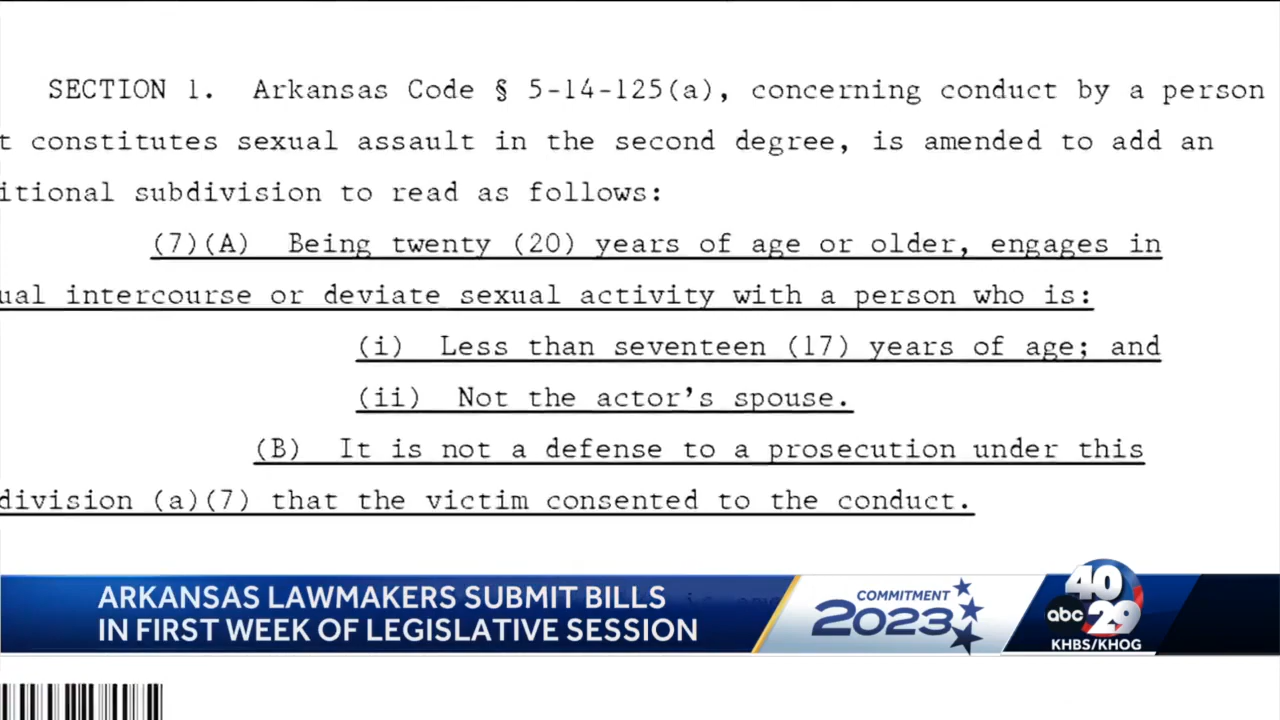 SECTION 1. Arkansas Code § 5-14-125(a), concerning conduct by a person
t constitutes sexual assault in the second degree, is amended to add an
itional subdivision to read as follows:
(7)(A) Being twenty (20) years of age or older, engages in
ual intercourse or deviate sexual activity with a person who is:
(i) Less than seventeen (17) years of age; and
(ii) Not the actor's spouse.
(B) It is not a defense to a prosecution under this
division (a)(7) that the victim consented to the conduct.
ARKANSAS LAWMAKERS SUBMIT BILLS
IN FIRST WEEK OF LEGISLATIVE SESSION
COMMITMENT
2023
40
abc 29
KHBS/KHOG